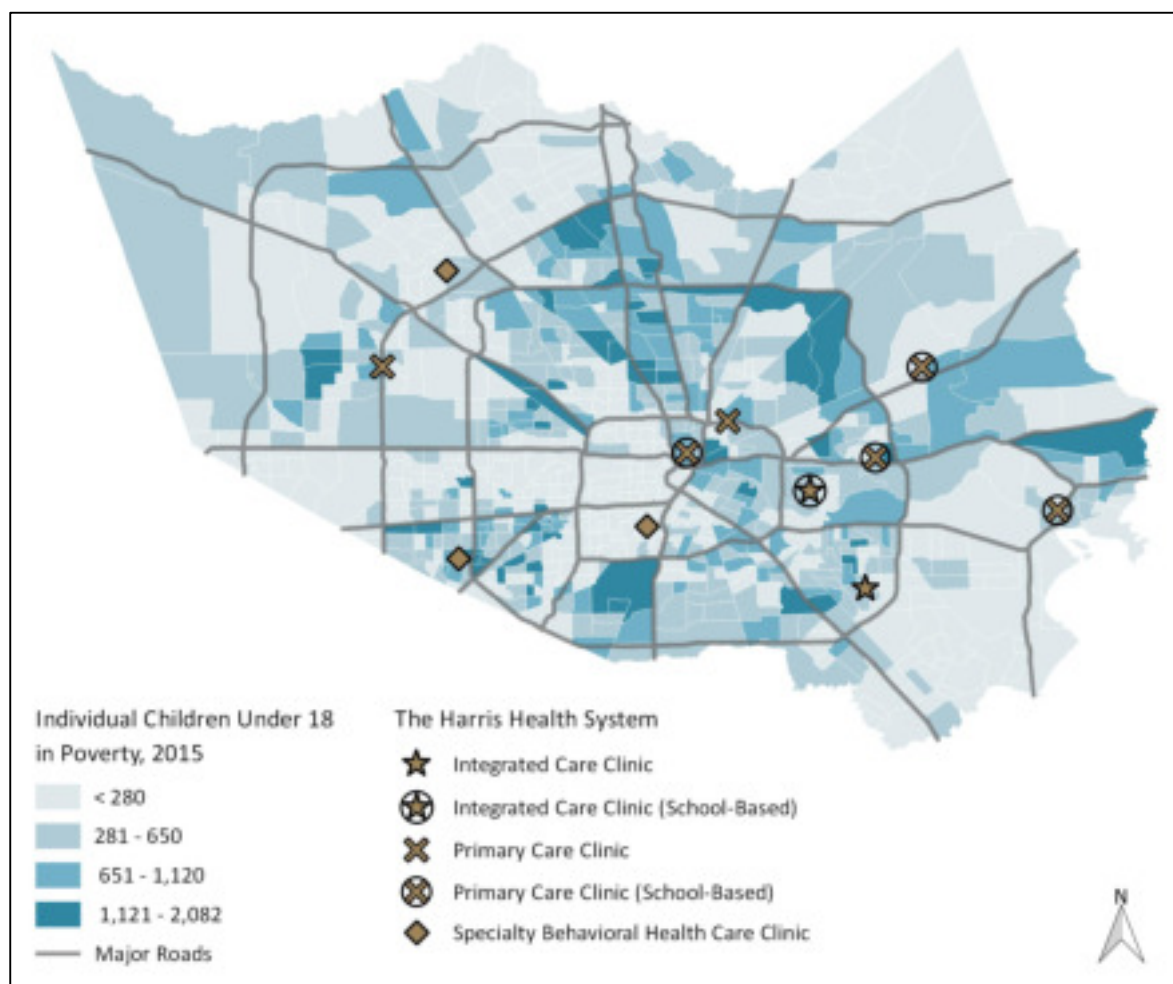 Individual Children Under 18
in Poverty, 2015
< 280
281 - 650
651 - 1,120
1,121 - 2,082
Major Roads
The Harris Health System
Integrated Care Clinic
Integrated Care Clinic (School-Based)
Primary Care Clinic
Primary Care Clinic (School-Based)
Specialty Behavioral Health Care Clinic
N